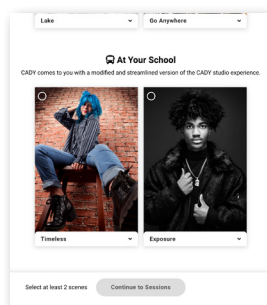 Lake
Go Anywhere
At Your School
CADY comes to you with a modified and streamlined version of the CADY studio experience.
Timeless
Exposure
Select at least 2 scenes
Continue to Sessions